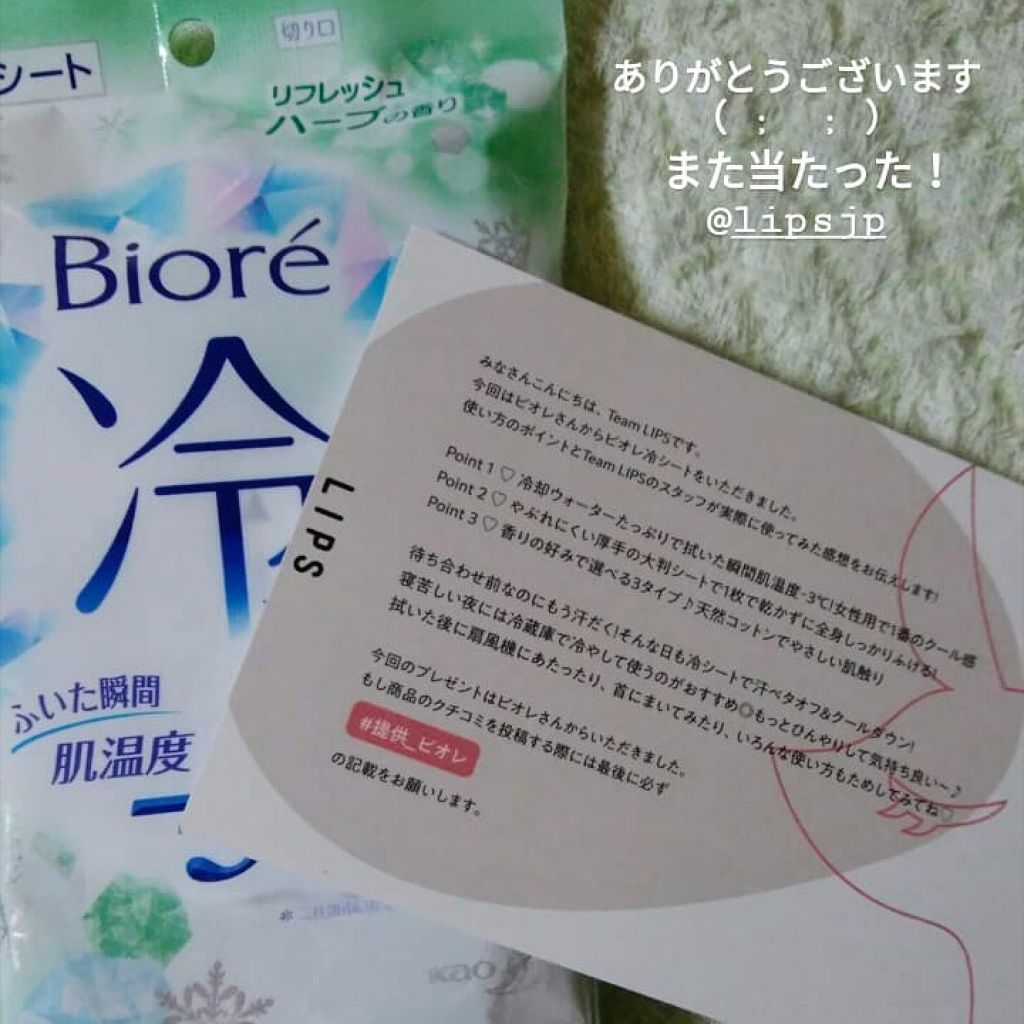 シート
切り口
リフレッシュ
ハーブの香り
Bioré
冷
ふいた瞬間
肌温度
kao
ありがとうございます
( ; ; )
また当たった!
@lipsjp
LIPS
みなさんこんにちは、Team LIPSです。
今回はビオレさんからビオレ冷シートをいただきました。
使い方のポイントとTeam LIPSのスタッフが実際に使ってみた感想をお伝えします!
Point 1 ♡ 冷却ウォーターたっぷりで拭いた瞬間肌温度-3℃!女性用で1番のクール感
Point 2 ♡ やぶれにくい厚手の大判シートで1枚で乾かずに全身しっかりふける!
Point 3 ♡ 香りの好みで選べる3タイプ♪天然コットンでやさしい肌触り
待ち合わせ前なのにもう汗だく!そんな日も冷シートで汗ベタオフ&クールダウン!
寝苦しい夜には冷蔵庫で冷やして使うのがおすすめ◎もっとひんやりして気持ち良い〜♪
拭いた後に扇風機にあたったり、首にまいてみたり、いろんな使い方もためしてみてね♡
今回のプレゼントはビオレさんからいただきました。
もし商品のクチコミを投稿する際には最後に必ず
#提供_ビオレ
の記載をお願いします。